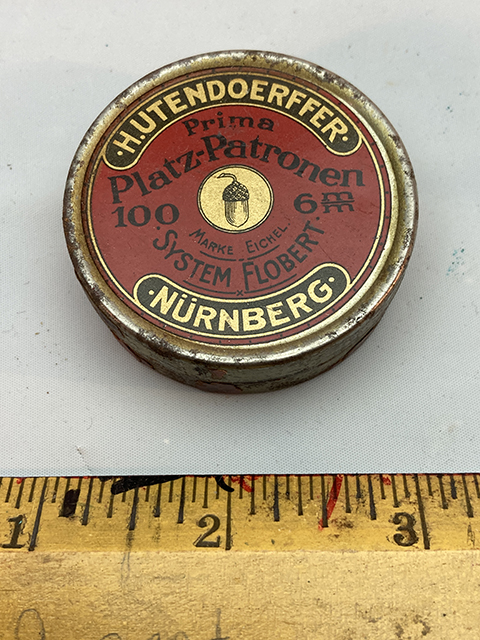 ·H.UTENDOERFFER·
Prima
Platz-Patronen
100 6 mm
MARKE EICHEL.
·SYSTEM FLOBERT·
·NÜRNBERG·
1 2 3